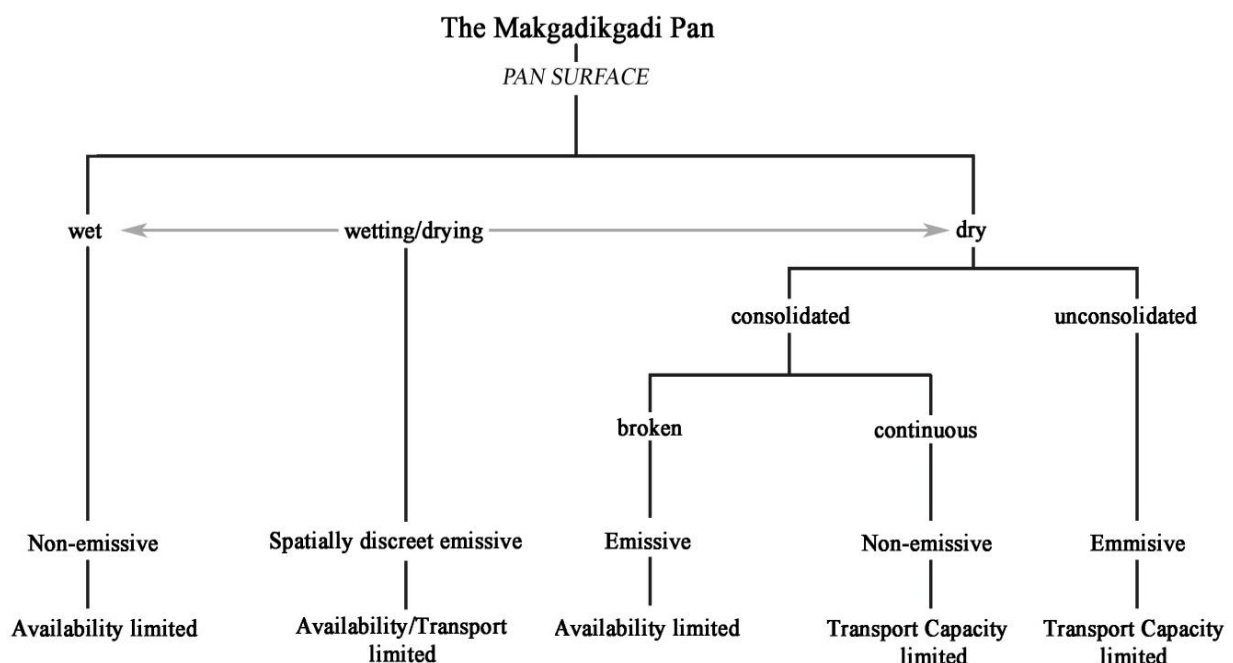 The Makgadikgadi Pan
PAN SURFACE
wet
wetting/drying
dry
consolidated
unconsolidated
broken
continuous
Non-emissive
Spatially discreet emissive
Emissive
Non-emissive
Emmisive
Availability limited
Availability/Transport
limited
Availability limited
Transport Capacity
limited
Transport Capacity
limited